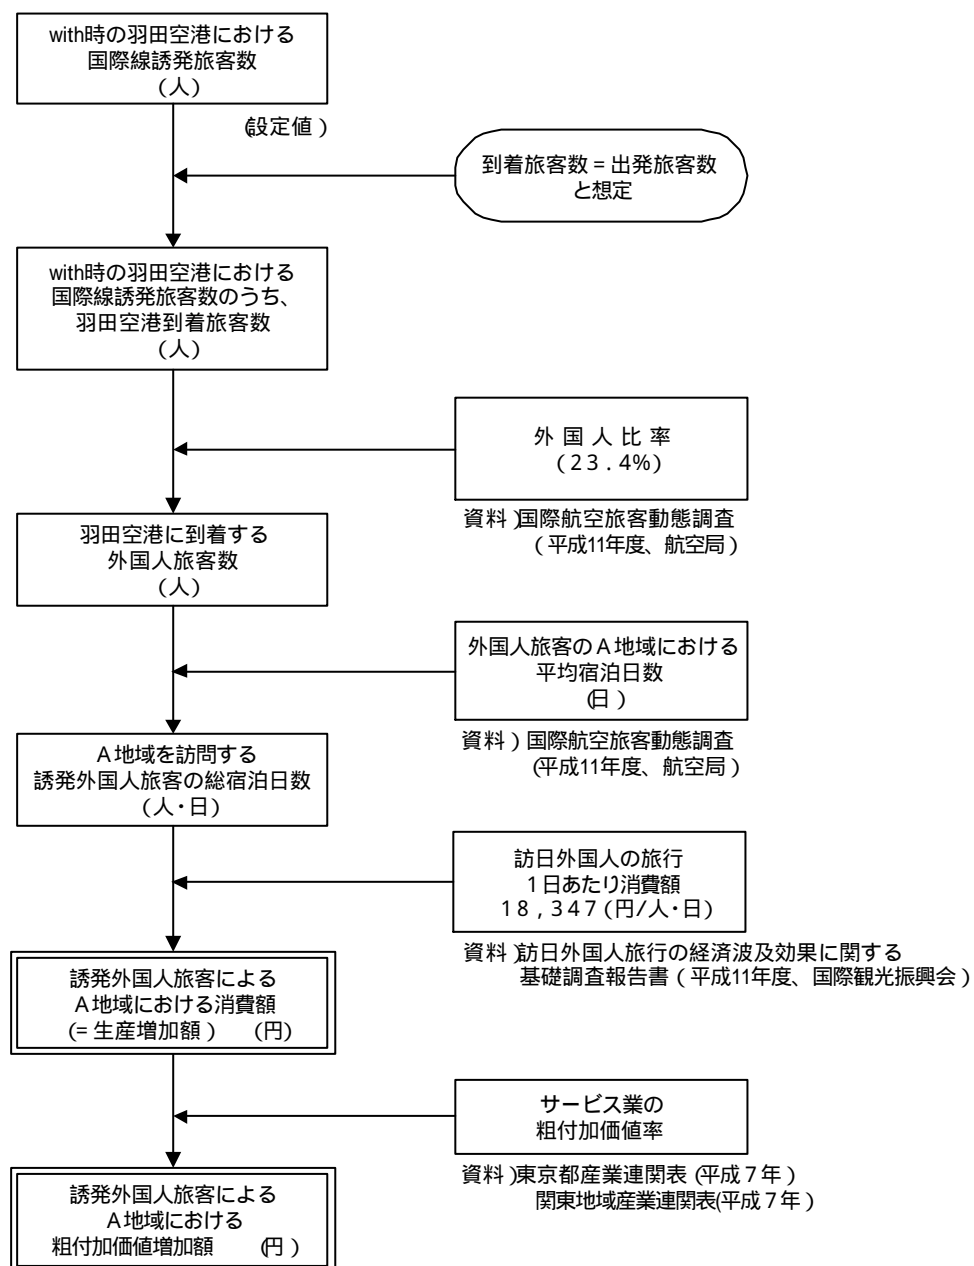 with時の羽田空港における
国際線誘発旅客数
（人）
（設定値）
到着旅客数＝出発旅客数
と想定
with時の羽田空港における
国際線誘発旅客数のうち、
羽田空港到着旅客数
（人）
外国人比率
（23.4%）
資料）国際航空旅客動態調査
（平成11年度、航空局）
羽田空港に到着する
外国人旅客数
（人）
外国人旅客のA地域における
平均宿泊日数
（日）
資料）国際航空旅客動態調査
（平成11年度、航空局）
A地域を訪問する
誘発外国人旅客の総宿泊日数
（人・日）
訪日外国人の旅行
1日あたり消費額
18,347（円/人・日）
資料）訪日外国人旅行の経済波及効果に関する
基礎調査報告書（平成11年度、国際観光振興会）
誘発外国人旅客による
A地域における消費額
（=生産増加額） （円）
サービス業の
粗付加価値率
資料）東京都産業連関表（平成７年）
関東地域産業連関表（平成７年）
誘発外国人旅客による
A地域における
粗付加価値増加額 （円）